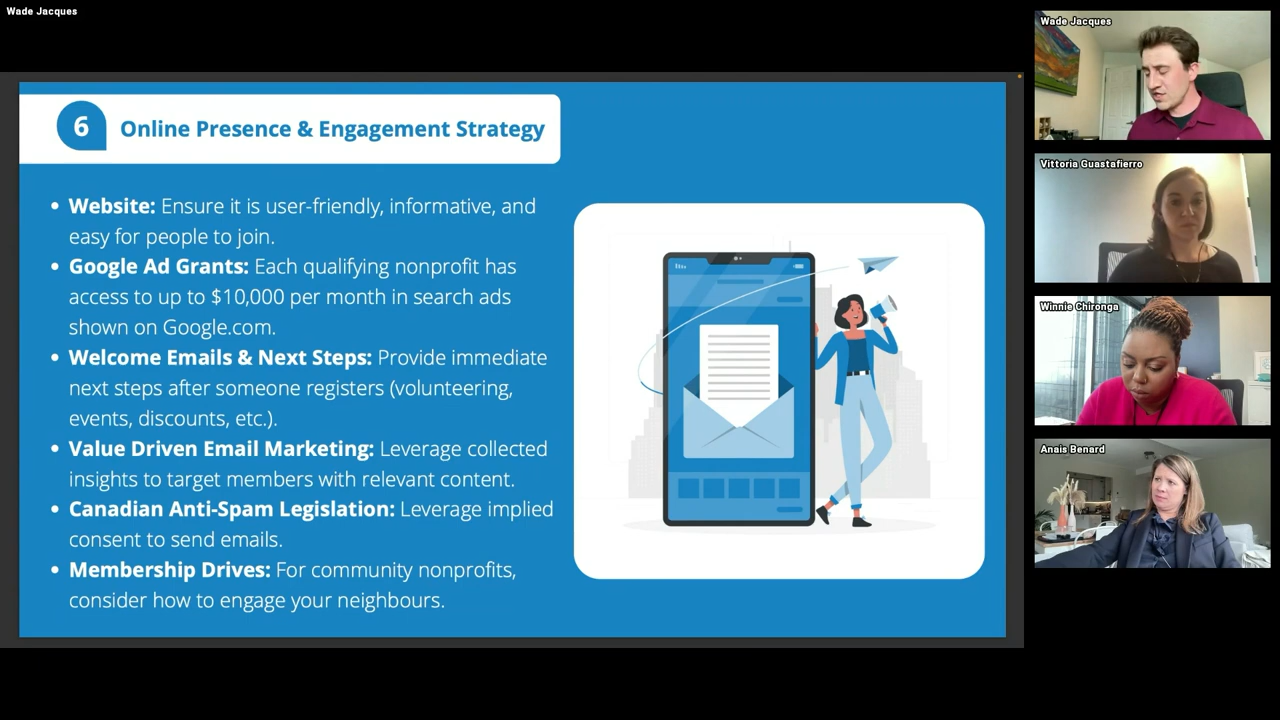 Wade Jacques
6
Online Presence & Engagement Strategy
• Website: Ensure it is user-friendly, informative, and
easy for people to join.
• Google Ad Grants: Each qualifying nonprofit has
access to up to $10,000 per month in search ads
shown on Google.com.
• Welcome Emails & Next Steps: Provide immediate
next steps after someone registers (volunteering,
events, discounts, etc.).
• Value Driven Email Marketing: Leverage collected
insights to target members with relevant content.
• Canadian Anti-Spam Legislation: Leverage implied
consent to send emails.
• Membership Drives: For community nonprofits,
consider how to engage your neighbours.
Wade Jacques
Vittoria Guastafierro
Winnie Chironga
Anais Benard